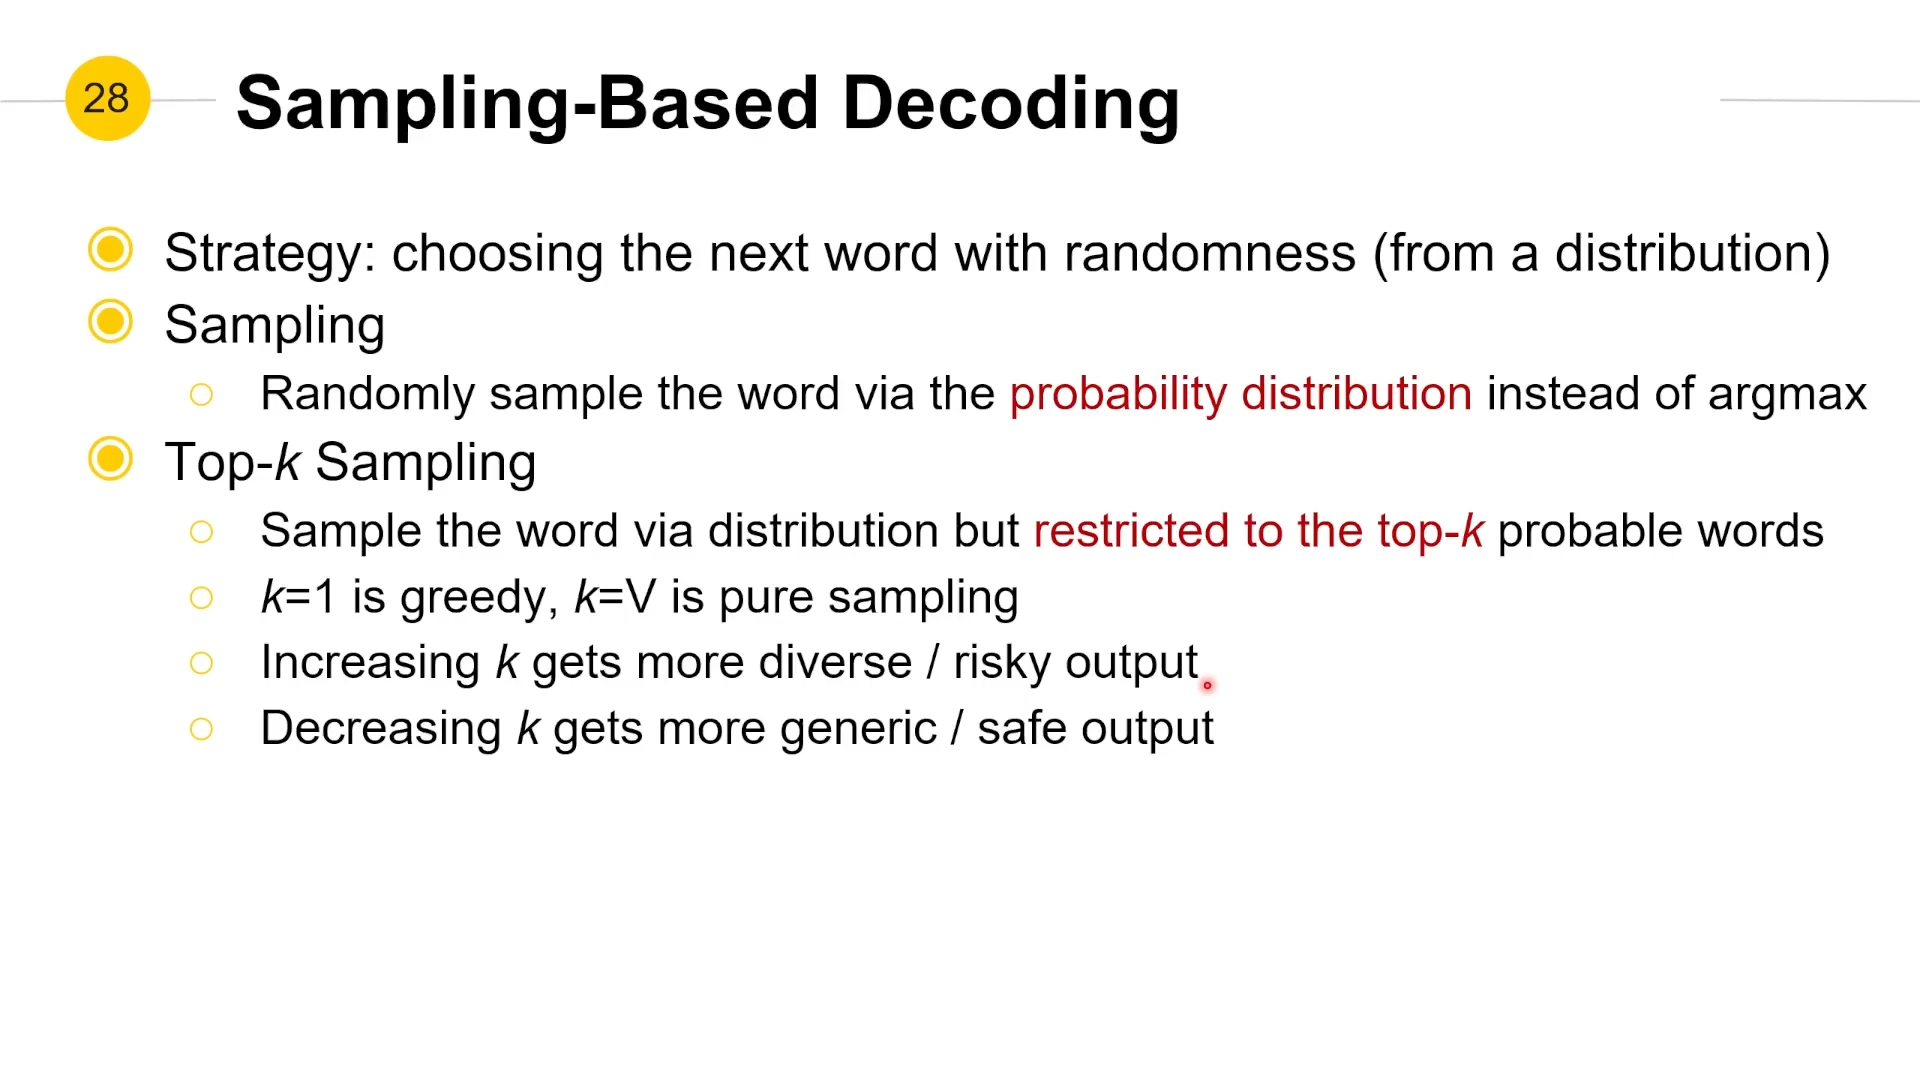 28
Sampling-Based Decoding
Strategy: choosing the next word with randomness (from a distribution)
Sampling
Randomly sample the word via the probability distribution instead of argmax
Top-k Sampling
Sample the word via distribution but restricted to the top-k probable words
k=1 is greedy, k=V is pure sampling
Increasing k gets more diverse / risky output
Decreasing k gets more generic / safe output